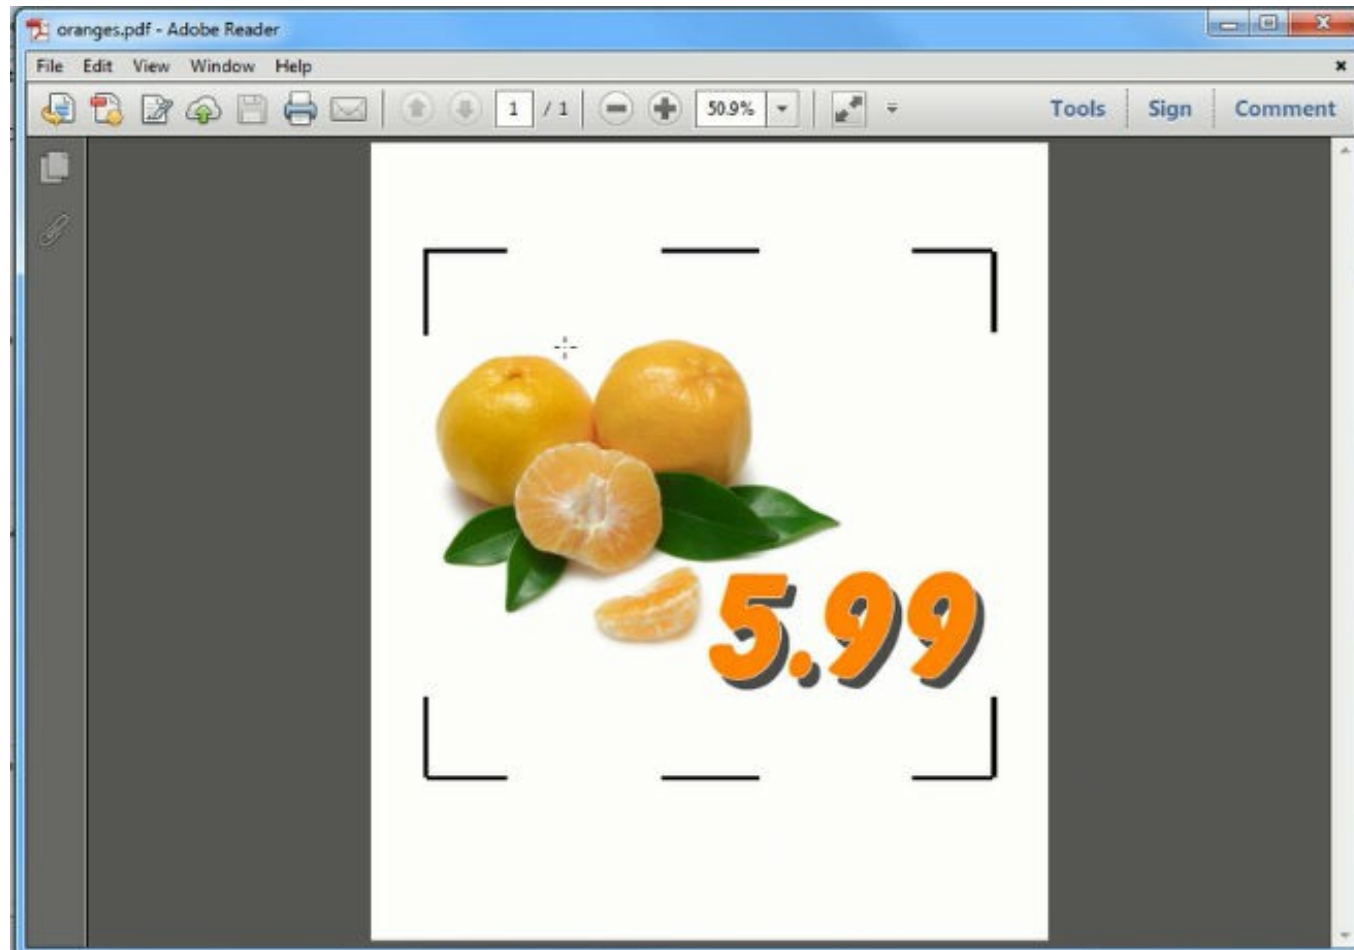 oranges.pdf - Adobe Reader
File Edit View Window Help
1 / 1 50.9% Tools Sign Comment
5.99